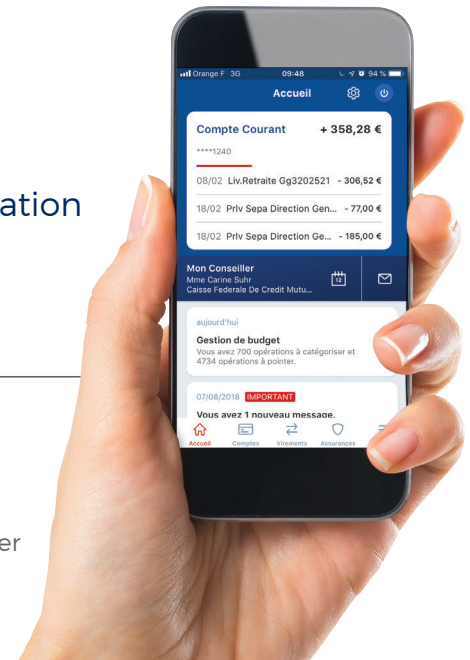 Orange F 3G 09:48 94 %
Accueil
Compte Courant + 358,28 €
****1240
08/02 Liv.Retraite Gg3202521 - 306,52 €
18/02 Prlv Sepa Direction Gen... - 77,00 €
ation
18/02 Prlv Sepa Direction Ge... - 185,00 €
Mon Conseiller
Mme Carine Suhr
Caisse Federale De Credit Mutu...
12
aujourd'hui
Gestion de budget
Vous avez 700 opérations à catégoriser et
4734 opérations à pointer.
07/08/2018 IMPORTANT
Vous avez 1 nouveau message.
Accueil Comptes Virements Assurances
er